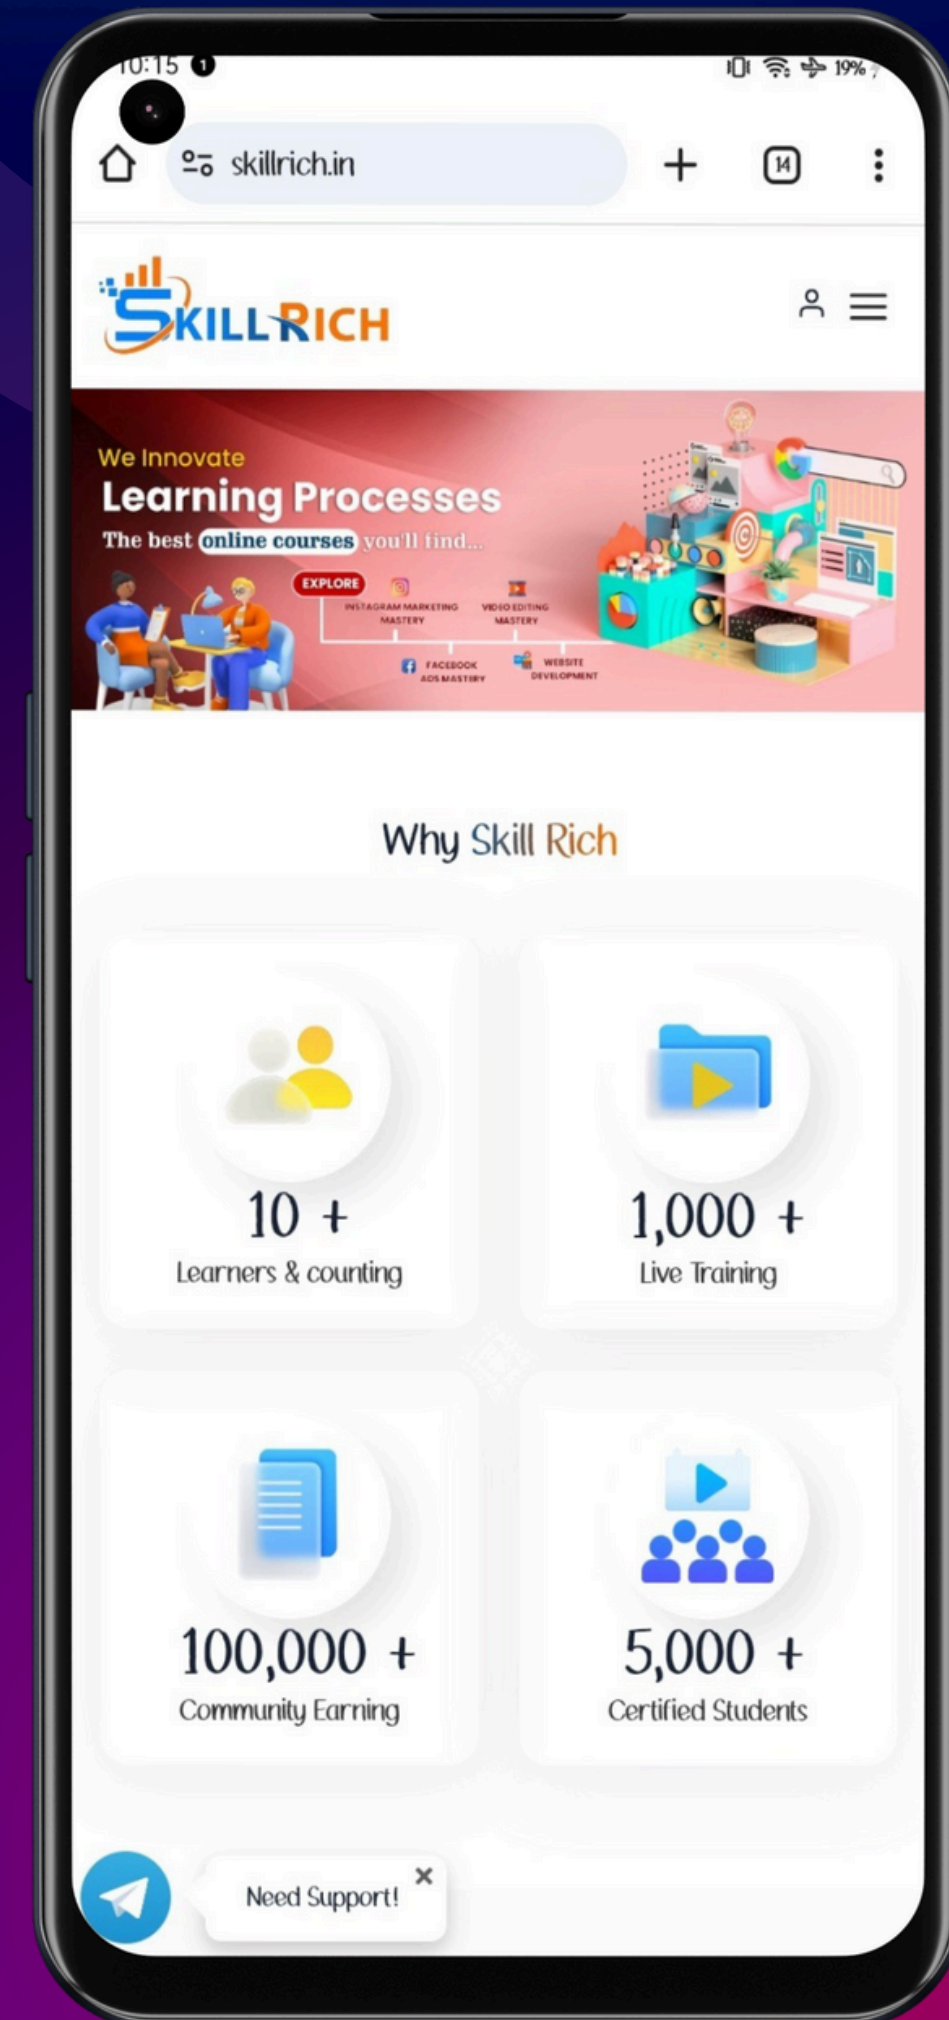 10:15 1 19%
skillrich.in 14
SKILLRICH
We Innovate
Learning Processes
The best online courses you'll find...
EXPLORE
INSTAGRAM MARKETING
MASTERY
VIDEO EDITING
MASTERY
FACEBOOK
ADS MASTERY
WEBSITE
DEVELOPMENT
Why Skill Rich
10 +
Learners & counting
1,000 +
Live Training
100,000 +
Community Earning
5,000 +
Certified Students
Need Support!